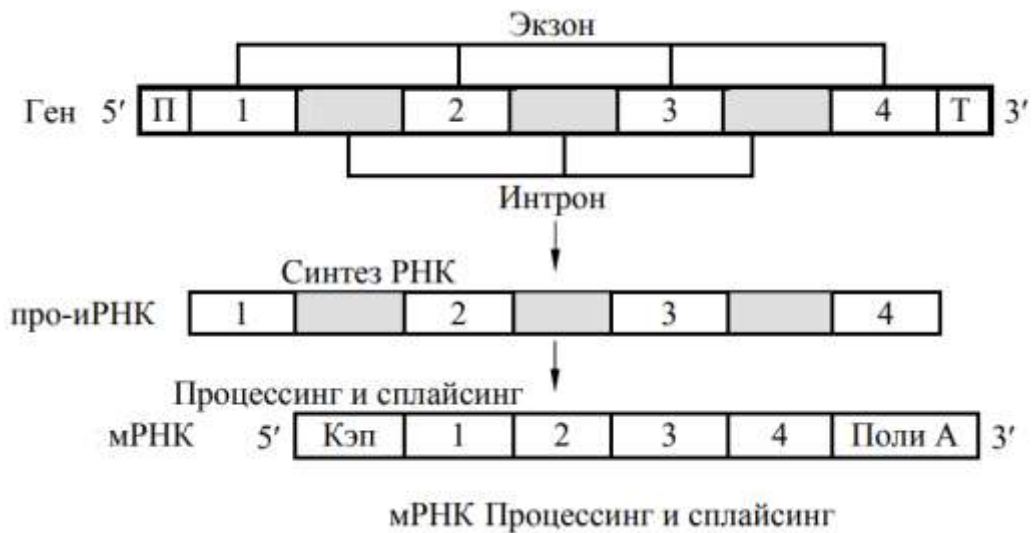 Экзон
Ген 5′ П 1 2 3 4 Т 3′
Интрон
Синтез РНК
про-иРНК 1 2 3 4
Процессинг и сплайсинг
мРНК 5′ Кэп 1 2 3 4 Поли А 3′
мРНК Процессинг и сплайсинг